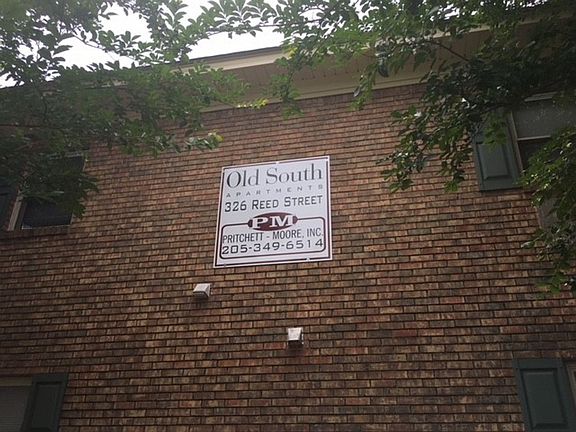 Old South
APARTMENTS
326 REED STREET
PM
PRITCHETT - MOORE, INC.
205-349-6514